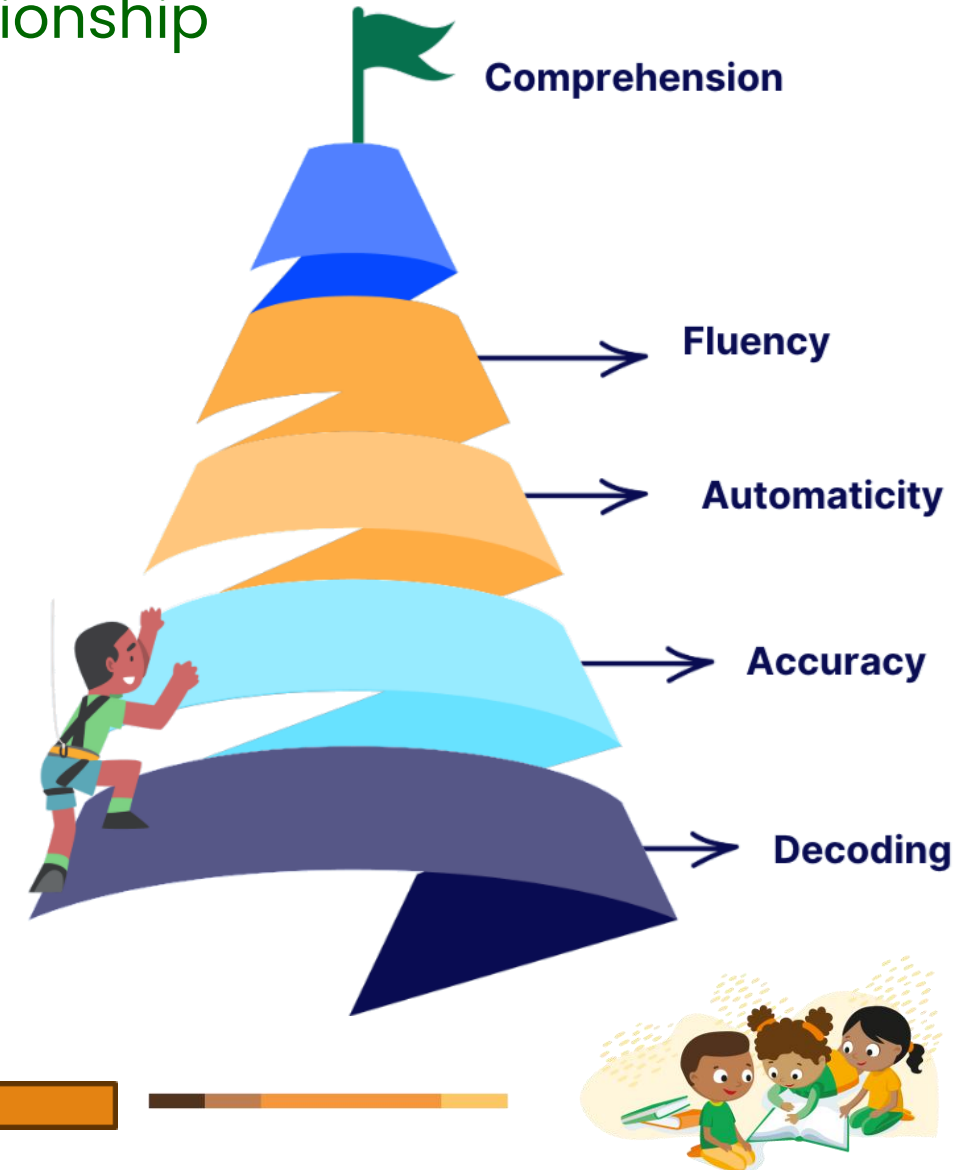 ionship
Comprehension
Fluency
Automaticity
Accuracy
Decoding